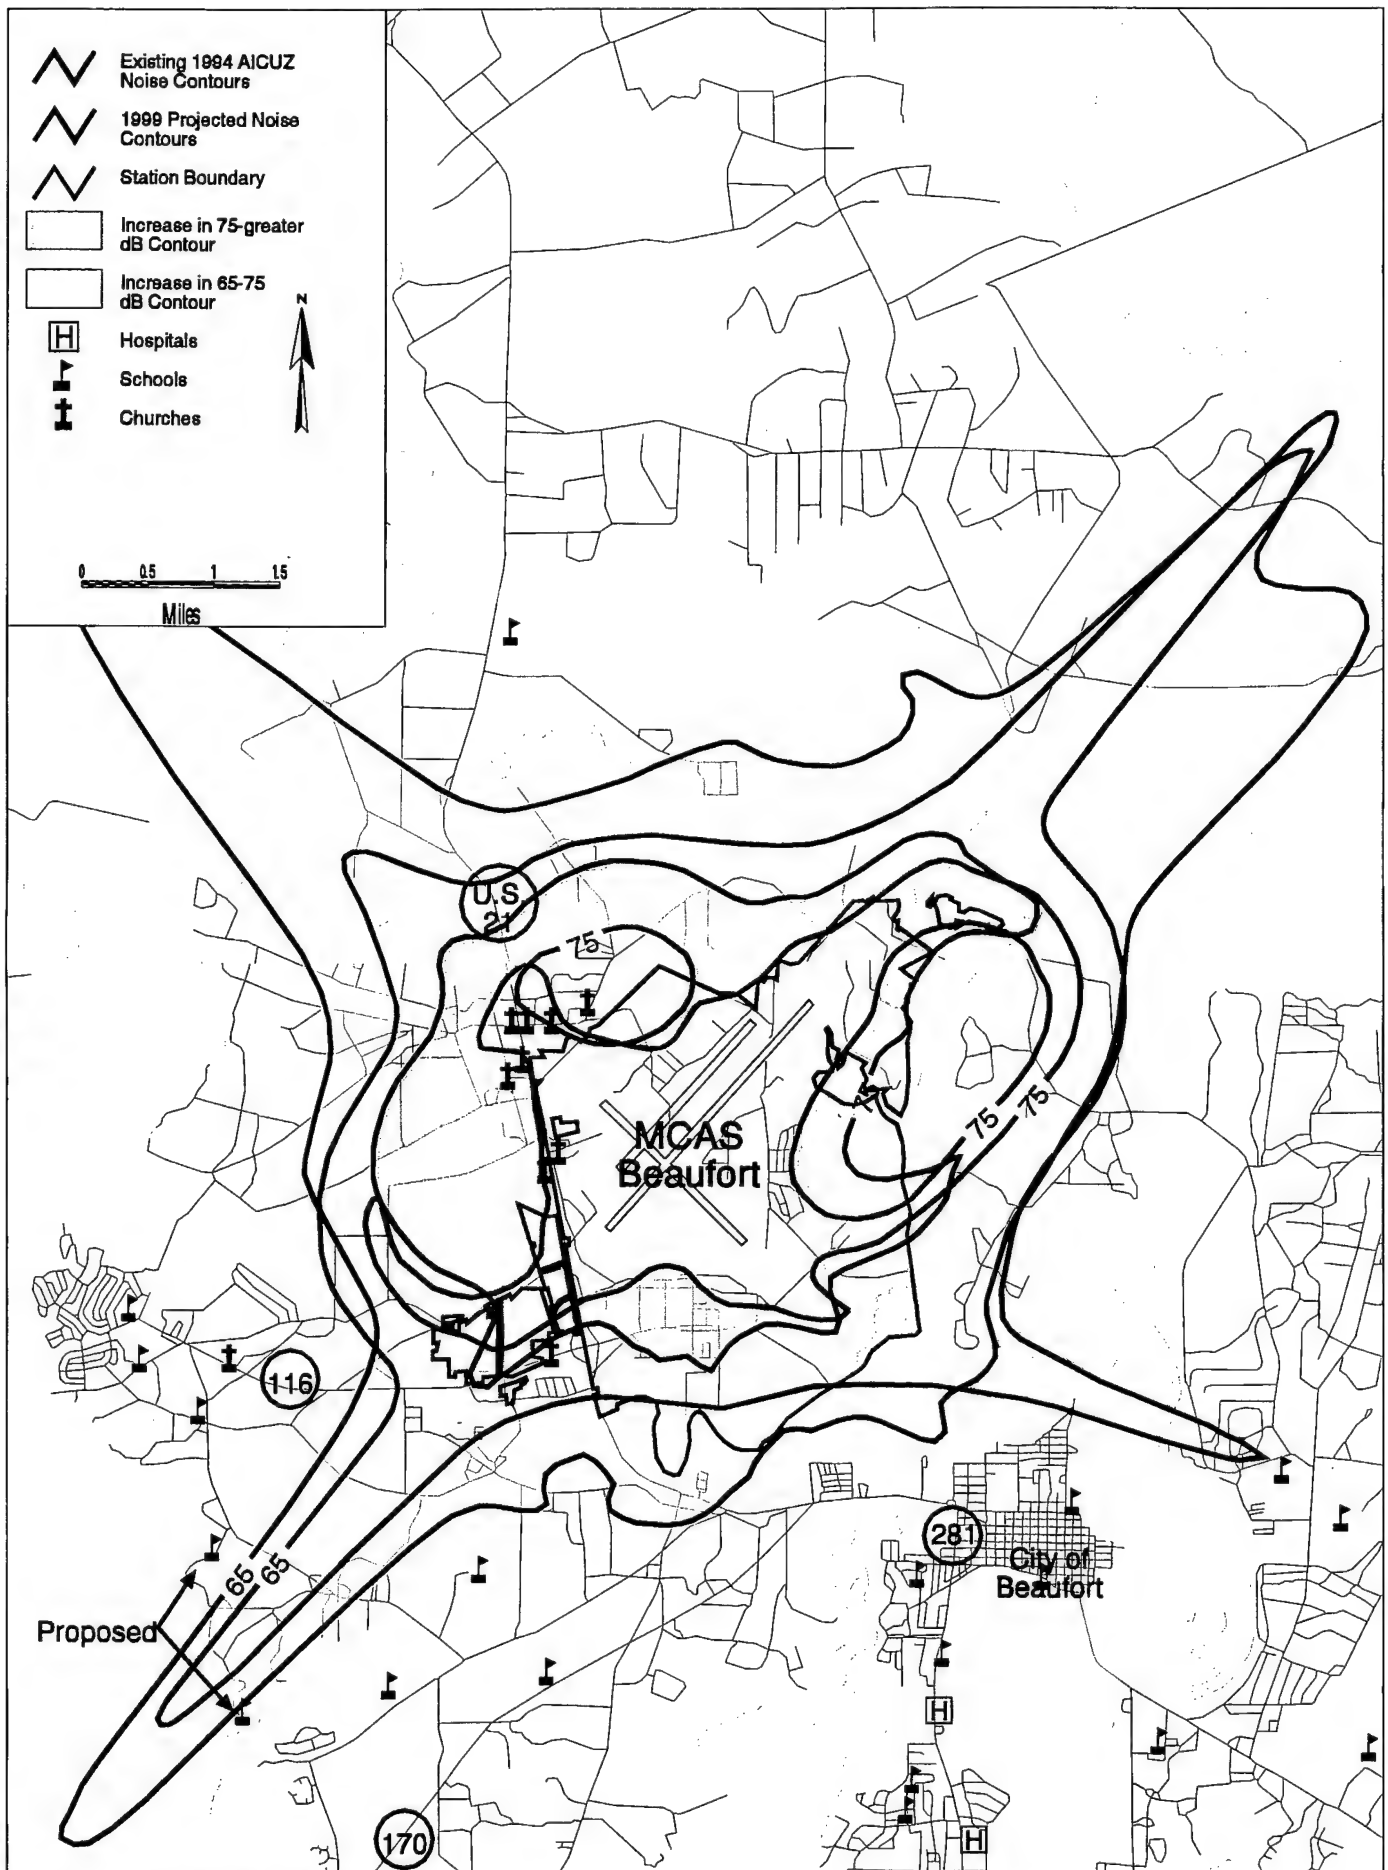 Existing 1994 AICUZ
Noise Contours
1999 Projected Noise
Contours
Station Boundary
Increase in 75-greater
dB Contour
Increase in 65-75
dB Contour
N
H Hospitals
Schools
Churches
0 0.5 1 1.5
Miles
U.S
21
75
MCAS
Beaufort
75
75
116
65
65
281
City of
Beaufort
Proposed
H
170
H